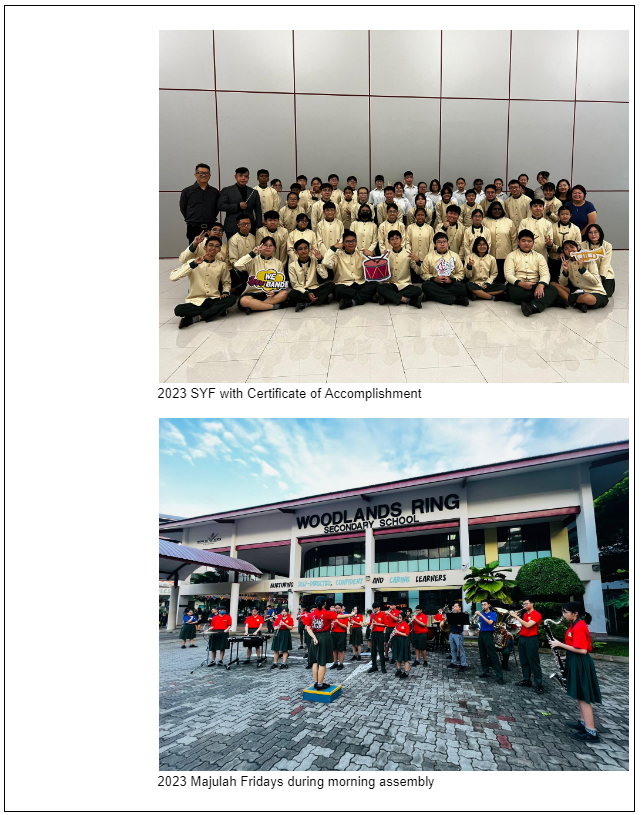 WE
BANDE
2023 SYF with Certificate of Accomplishment
WOODLANDS RING
SECONDARY SCHOOL
NURTURING SELF-DIRECTED, CONFIDENT AND CARING LEARNERS
2023 Majulah Fridays during morning assembly